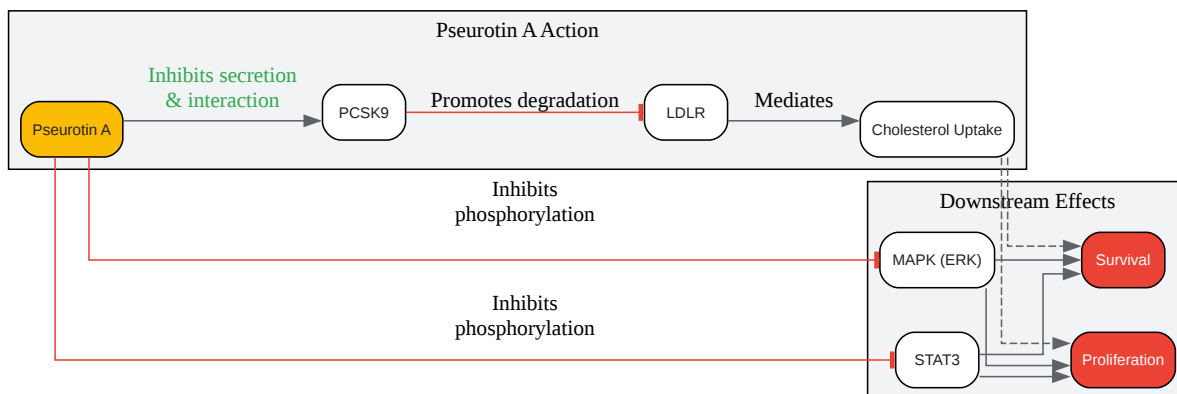 Pseurotin A Action
Inhibits secretion
& interaction
Pseurotin A
PCSK9
Promotes degradation
LDLR
Mediates
Cholesterol Uptake
Inhibits
phosphorylation
Downstream Effects
MAPK (ERK)
Survival
Inhibits
phosphorylation
STAT3
Proliferation